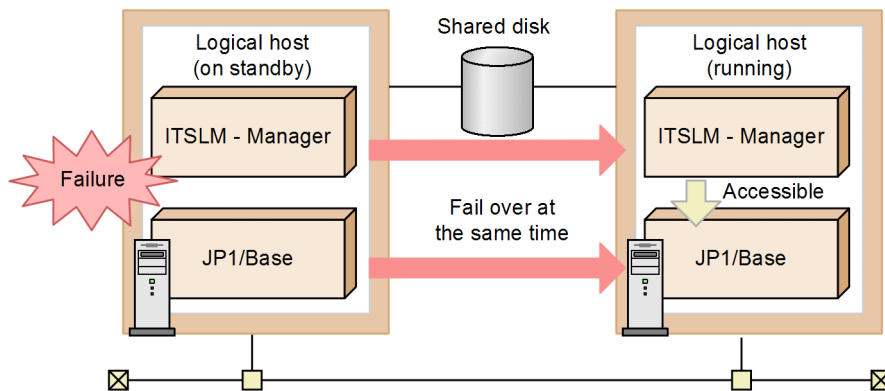 Logical host
(on standby)
Shared disk
Logical host
(running)
ITSLM - Manager
ITSLM - Manager
Failure
Accessible
Fail over at
the same time
JP1/Base
JP1/Base